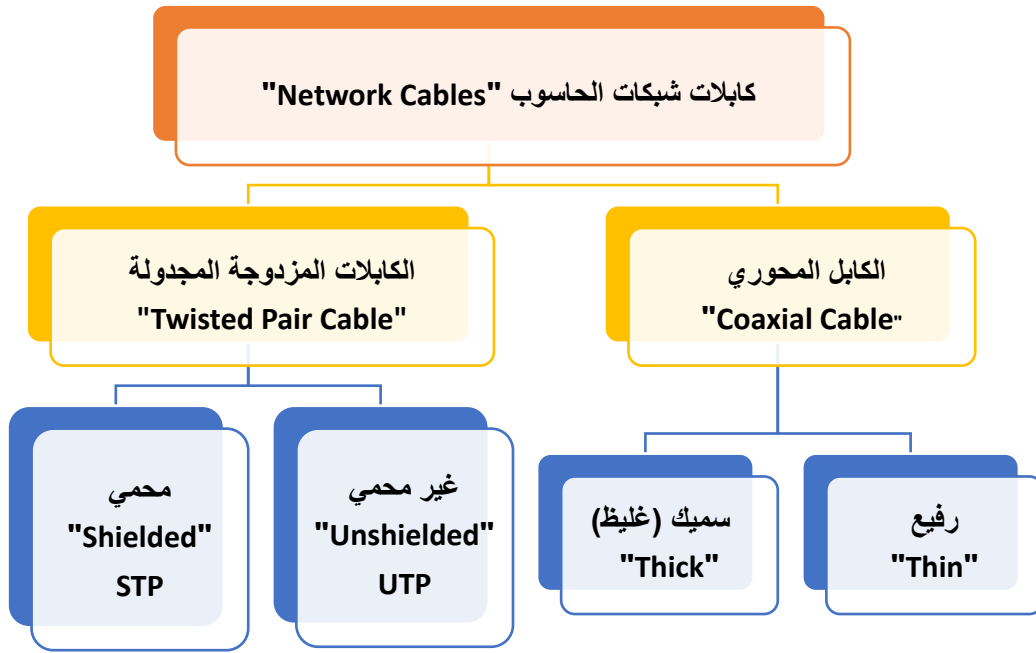 كابلات شبكات الحاسوب "Network Cables"
الكابل المحوري
"Coaxial Cable"
الكابلات المزدوجة المجدولة
"Twisted Pair Cable"
رفيع
"Thin"
سميك (غليظ)
"Thick"
غير محمي
"Unshielded"
UTP
محمي
"Shielded"
STP